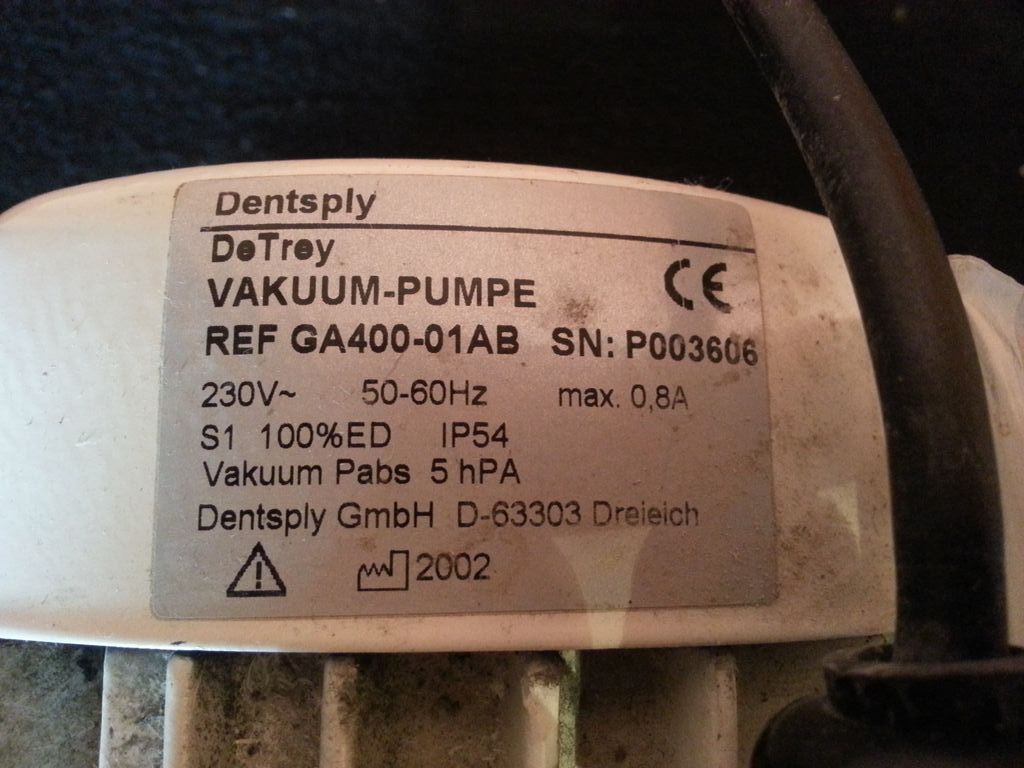 Dentsply
DeTrey
VAKUUM-PUMPE CE
REF GA400-01AB SN: P003606
230V~ 50-60Hz max. 0,8A
S1 100%ED IP54
Vakuum Pabs 5 hPA
Dentsply GmbH D-63303 Dreieich
2002